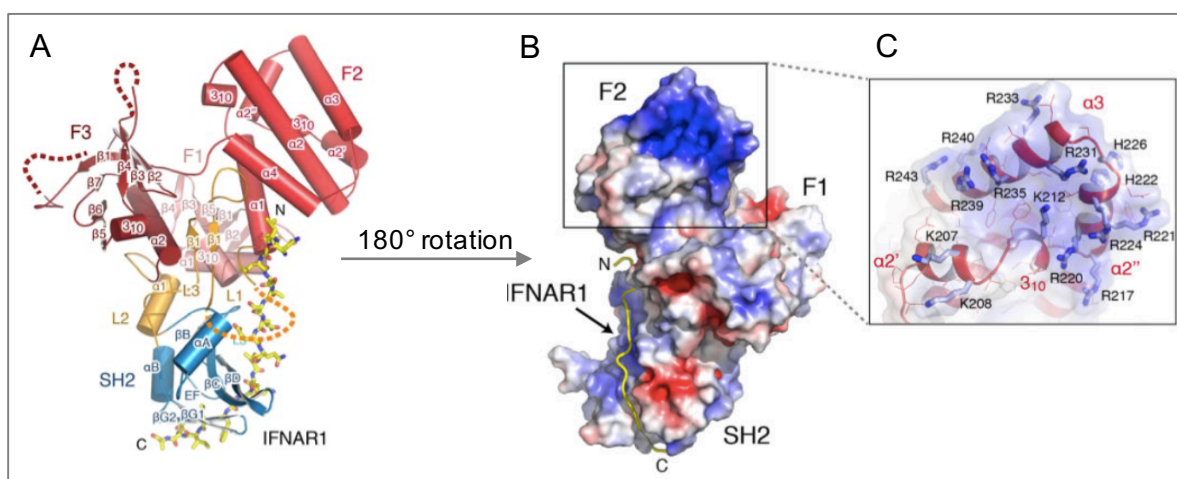 A
F2
3₁₀
α2''
α3
3₁₀
α2
α2'
F3
F1
α4
β1
β4
β3
β2
β7
β6
β5
3₁₀
α2
β4
β3
β5
β1
β2
α1
N
β1
β1
α1
3₁₀
α1
L3
L1
L2
βB
αA
αB
SH2
βC
βD
EF
βG2
βG1
C
IFNAR1
180° rotation
B
F2
F1
N
IFNAR1
SH2
C
C
R233
α3
R240
R231
H226
R243
R235
K212
H222
R239
K207
R224
R221
α2'
3₁₀
R220
α2''
K208
R217